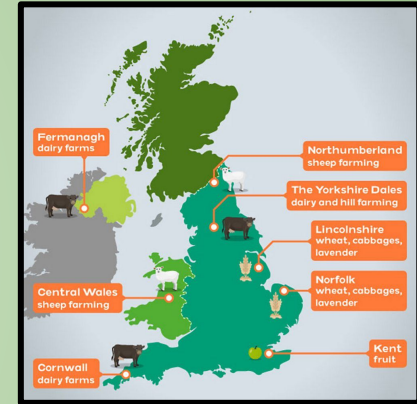 Fermanagh
dairy farms
Northumberland
sheep farming
The Yorkshire Dales
dairy and hill farming
Lincolnshire
wheat, cabbages,
lavender
Norfolk
wheat, cabbages,
lavender
Central Wales
sheep farming
Kent
fruit
Cornwall
dairy farms